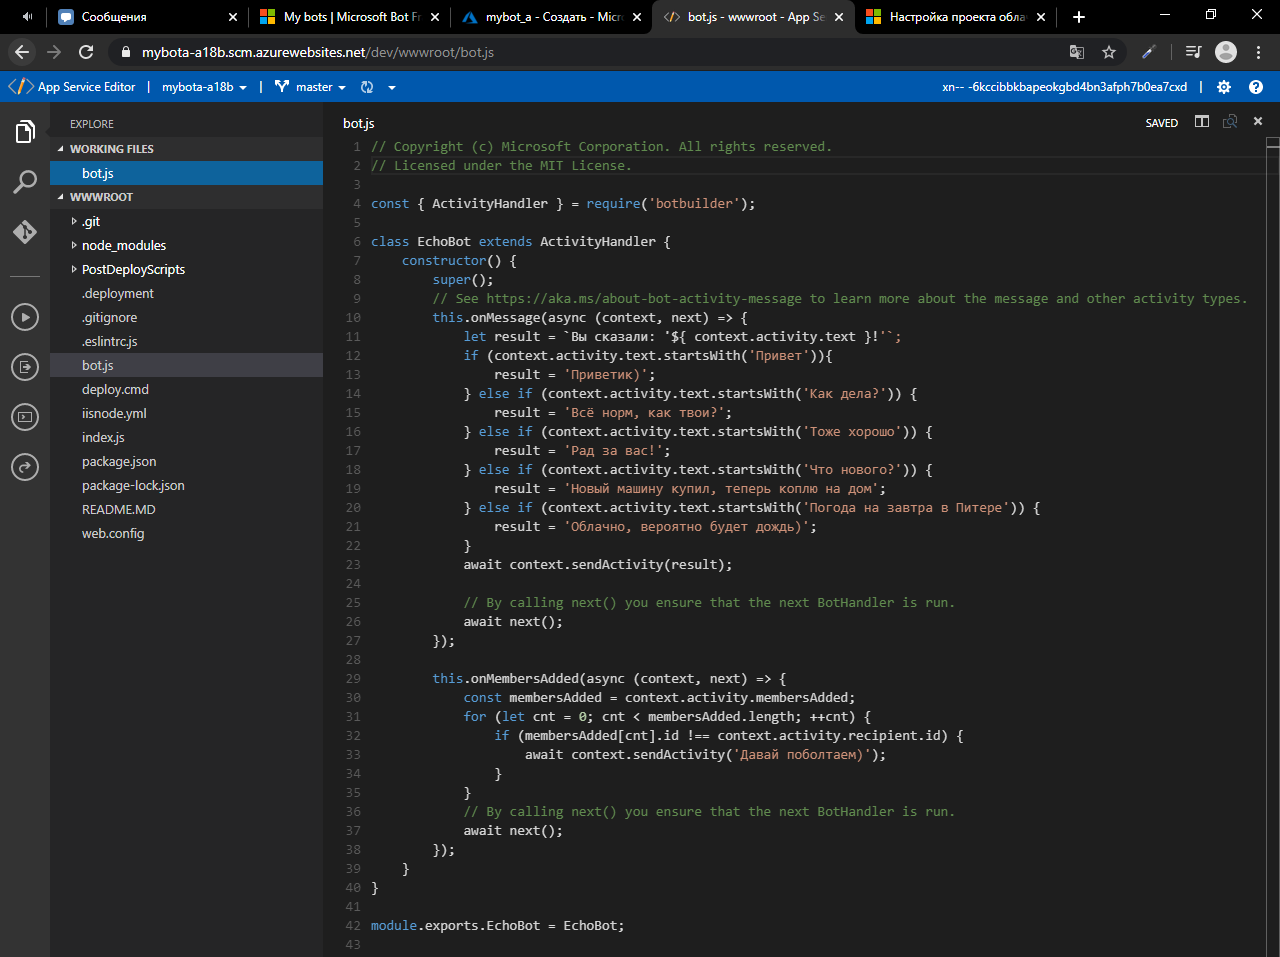 Сообщения
My bots | Microsoft Bot Fr
mybot_a - Создать - Micro
bot.js - wwwroot - App Se
Настройка проекта обла
mybota-a18b.scm.azurewebsites.net/dev/wwwroot/bot.js
App Service Editor | mybota-a18b | master
xn-- -6kccibbkbapeokgbd4bn3afph7b0ea7cxd |
EXPLORE
WORKING FILES
bot.js
WWWROOT
.git
node_modules
PostDeployScripts
.deployment
.gitignore
.eslintrc.js
bot.js
deploy.cmd
iisnode.yml
index.js
package.json
package-lock.json
README.MD
web.config
bot.js
SAVED
1 // Copyright (c) Microsoft Corporation. All rights reserved.
2 // Licensed under the MIT License.
3
4 const { ActivityHandler } = require('botbuilder');
5
6 class EchoBot extends ActivityHandler {
7     constructor() {
8         super();
9         // See https://aka.ms/about-bot-activity-message to learn more about the message and other activity types.
10         this.onMessage(async (context, next) => {
11             let result = `Вы сказали: '${ context.activity.text }!'`;
12             if (context.activity.text.startsWith('Привет')){
13                 result = 'Приветик)';
14             } else if (context.activity.text.startsWith('Как дела?')) {
15                 result = 'Всё норм, как твои?';
16             } else if (context.activity.text.startsWith('Тоже хорошо')) {
17                 result = 'Рад за вас!';
18             } else if (context.activity.text.startsWith('Что нового?')) {
19                 result = 'Новый машину купил, теперь коплю на дом';
20             } else if (context.activity.text.startsWith('Погода на завтра в Питере')) {
21                 result = 'Облачно, вероятно будет дождь)';
22             }
23             await context.sendActivity(result);
24
25             // By calling next() you ensure that the next BotHandler is run.
26             await next();
27         });
28
29         this.onMembersAdded(async (context, next) => {
30             const membersAdded = context.activity.membersAdded;
31             for (let cnt = 0; cnt < membersAdded.length; ++cnt) {
32                 if (membersAdded[cnt].id !== context.activity.recipient.id) {
33                     await context.sendActivity('Давай поболтаем)');
34                 }
35             }
36             // By calling next() you ensure that the next BotHandler is run.
37             await next();
38         });
39     }
40 }
41
42 module.exports.EchoBot = EchoBot;
43